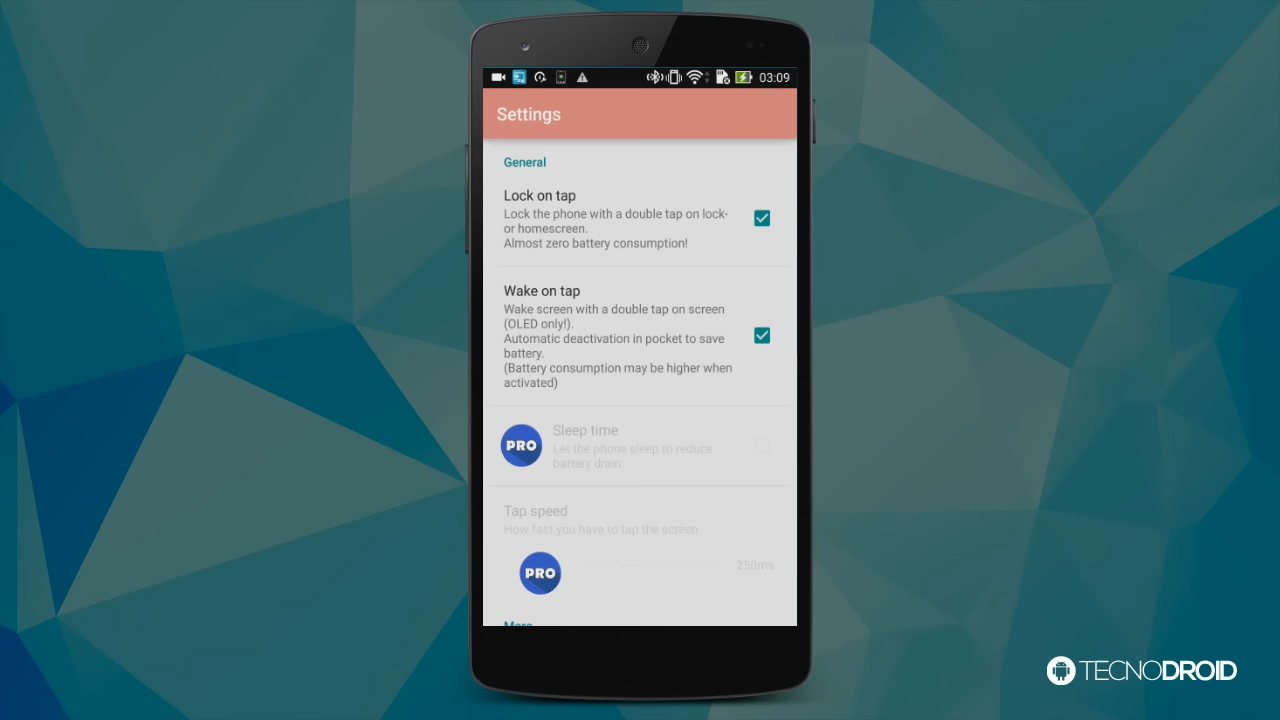 03:09
Settings
General
Lock on tap
Lock the phone with a double tap on lock-
or homescreen.
Almost zero battery consumption!
Wake on tap
Wake screen with a double tap on screen
(OLED only!).
Automatic deactivation in pocket to save
battery.
(Battery consumption may be higher when
activated)
PRO
Sleep time
Let the phone sleep to reduce
battery drain
Tap speed
How fast you have to tap the screen
PRO
250ms
More
TECNODROID